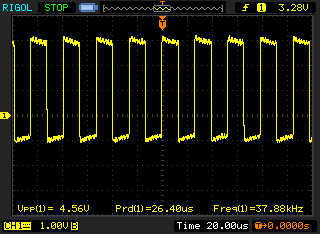 RIGOL STOP T 1 3.28V
T
1
Vpp(1)= 4.56V Prd(1)=26.40us Freq(1)=37.88kHz
CH1 1.00V B Time 20.00us T→0.0000s